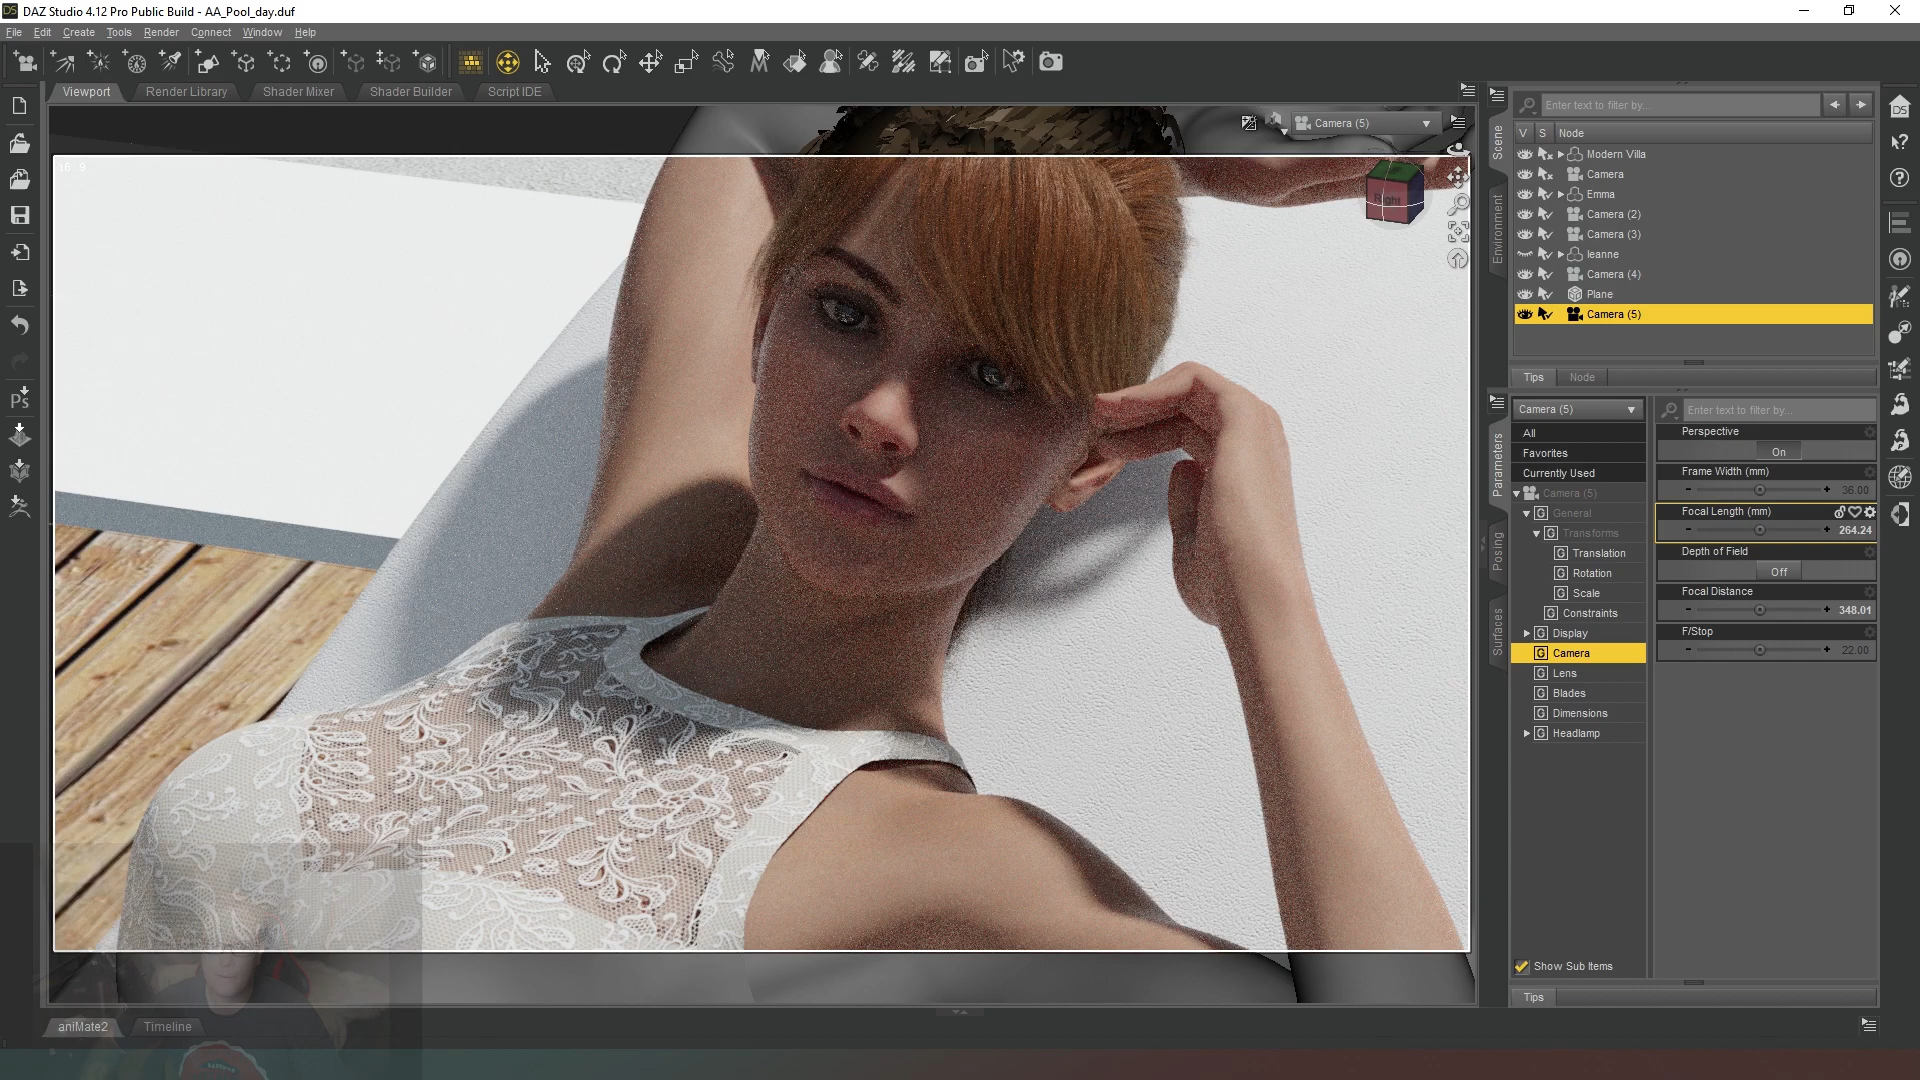 DAZ Studio 4.12 Pro Public Build - AA_Pool_day.duf
File Edit Create Tools Render Connect Window Help
Viewport Render Library Shader Mixer Shader Builder Script IDE
16 : 9
Camera (5)
Right
Scene
Environment
Enter text to filter by...
V S Node
Modern Villa
Camera
Emma
Camera (2)
Camera (3)
leanne
Camera (4)
Plane
Camera (5)
Tips Node
Parameters
Posing
Surfaces
Camera (5)
All
Favorites
Currently Used
Camera (5)
General
Transforms
Translation
Rotation
Scale
Constraints
Display
Camera
Lens
Blades
Dimensions
Headlamp
Show Sub Items
Enter text to filter by...
Perspective
On
Frame Width (mm)
36.00
Focal Length (mm)
264.24
Depth of Field
Off
Focal Distance
348.01
F/Stop
22.00
Tips
aniMate2 Timeline